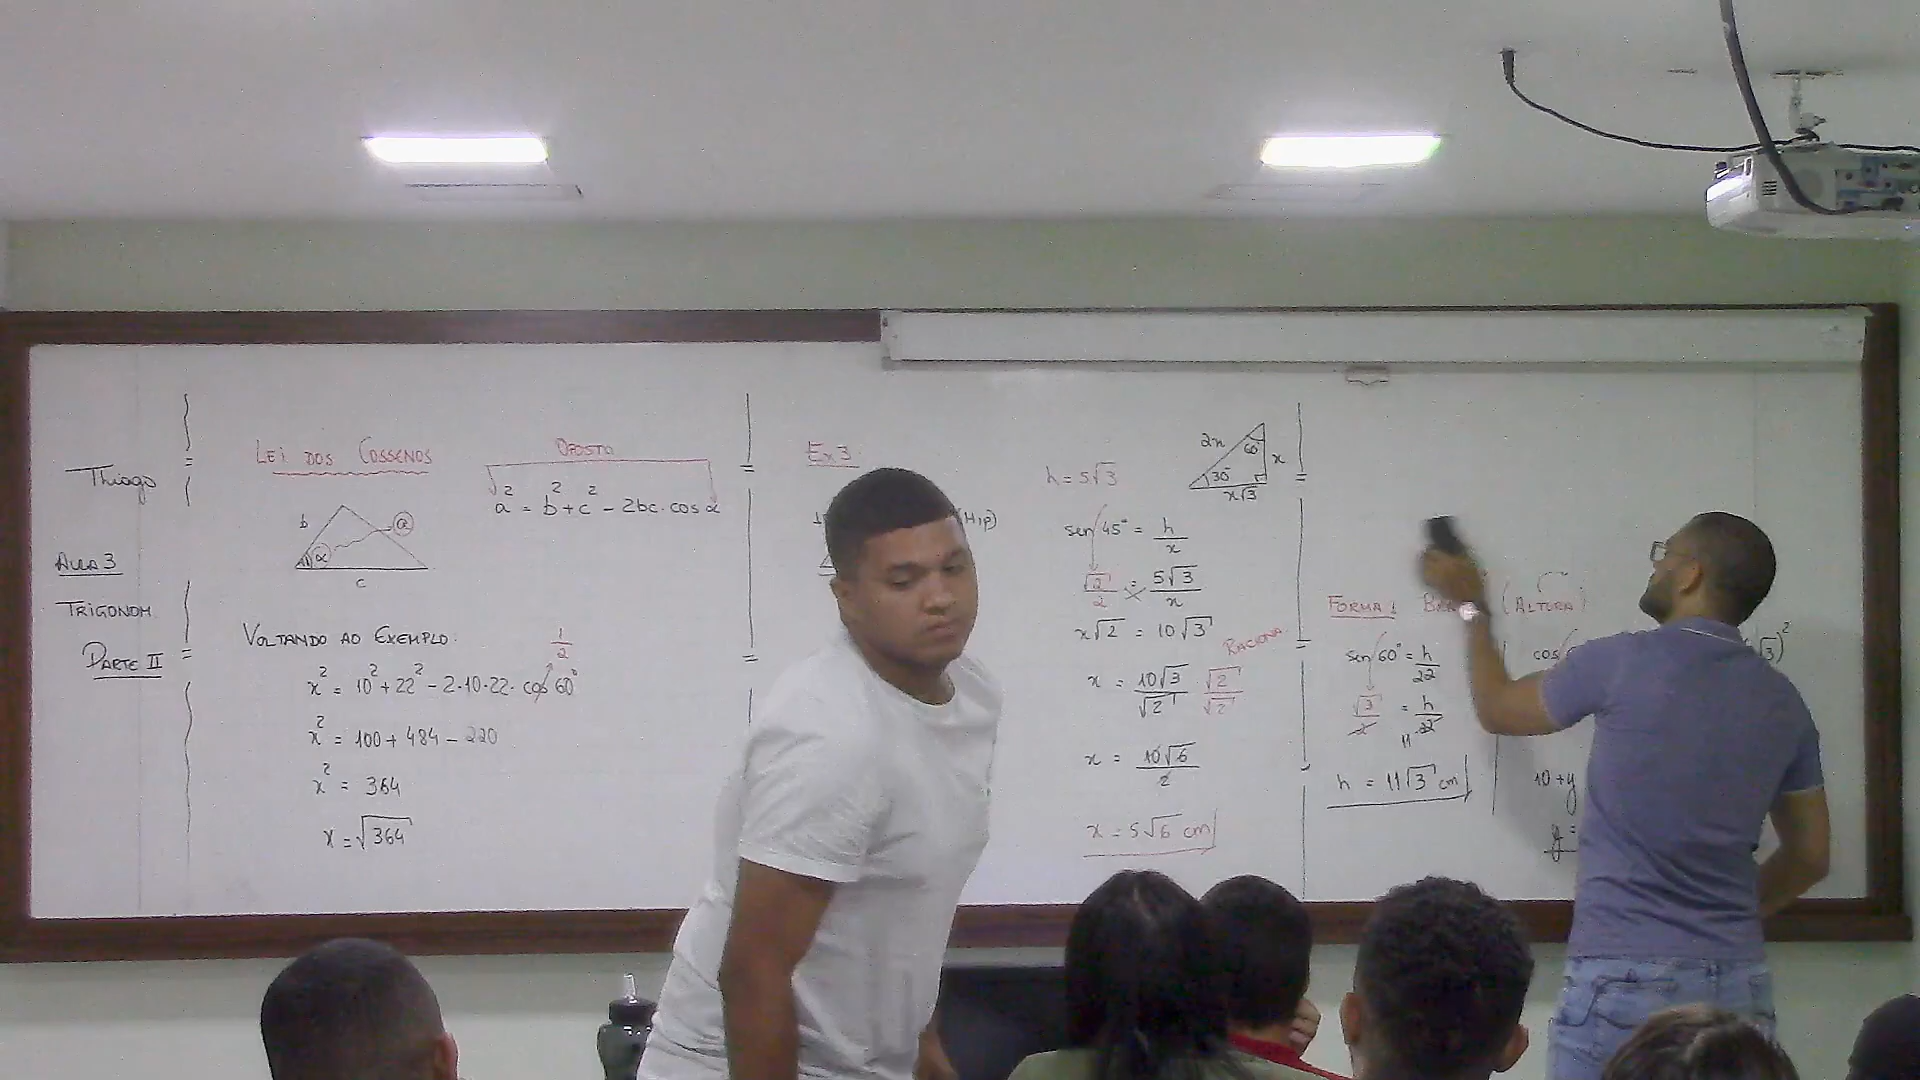 Thiago
AULA 3
TRIGONOM.
PARTE II
LEI DOS COSSENOS
OPOSTO
a² = b² + c² - 2bc·cos α
b
α
a
c
VOLTANDO AO EXEMPLO:
1/2
x² = 10² + 22² - 2·10·22·cos 60°
x² = 100 + 484 - 220
x² = 364
x = √364
Ex 3
(Hip)
h = 5√3
sen 45° = h/x
√2/2 = 5√3/x
x√2 = 10√3
RACIONA
x = 10√3/√2 √2/√2
x = 10√6/2
x = 5√6 cm
2x
60°
x
30°
x√3
FORMA 1
(ALTURA)
sen 60° = h/22
√3/2 = h/22
11
h = 11√3 cm
cos
√3)²
10 + y
y =